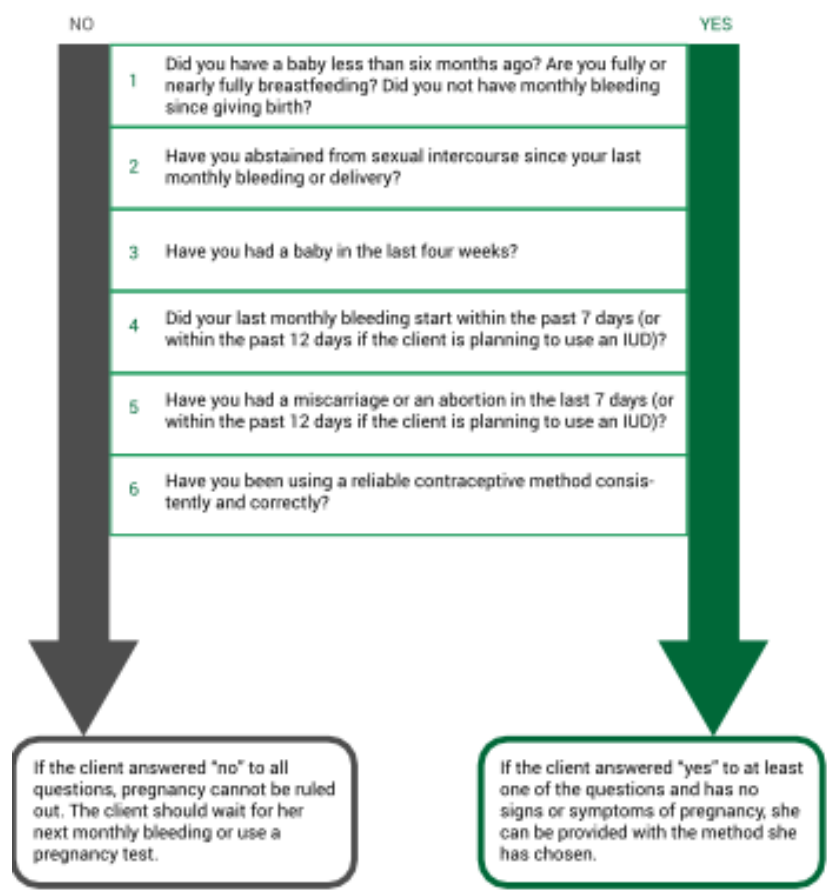 NO
YES
1
Did you have a baby less than six months ago? Are you fully or
nearly fully breastfeeding? Did you not have monthly bleeding
since giving birth?
2
Have you abstained from sexual intercourse since your last
monthly bleeding or delivery?
3
Have you had a baby in the last four weeks?
4
Did your last monthly bleeding start within the past 7 days (or
within the past 12 days if the client is planning to use an IUD)?
5
Have you had a miscarriage or an abortion in the last 7 days (or
within the past 12 days if the client is planning to use an IUD)?
6
Have you been using a reliable contraceptive method consis-
tently and correctly?
If the client answered "no" to all
questions, pregnancy cannot be ruled
out. The client should wait for her
next monthly bleeding or use a
pregnancy test.
If the client answered "yes" to at least
one of the questions and has no
signs or symptoms of pregnancy, she
can be provided with the method she
has chosen.